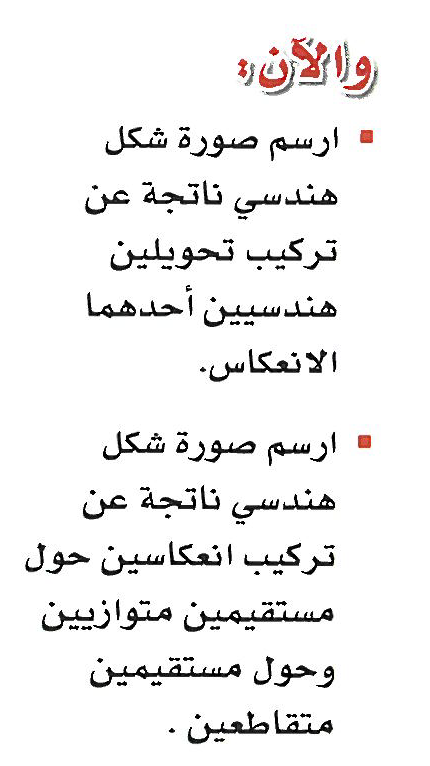 والآن:
▪ ارسم صورة شكل
هندسي ناتجة عن
تركيب تحويلين
هندسيين أحدهما
الانعكاس.
▪ ارسم صورة شكل
هندسي ناتجة عن
تركيب انعكاسين حول
مستقيمين متوازيين
وحول مستقيمين
متقاطعين .